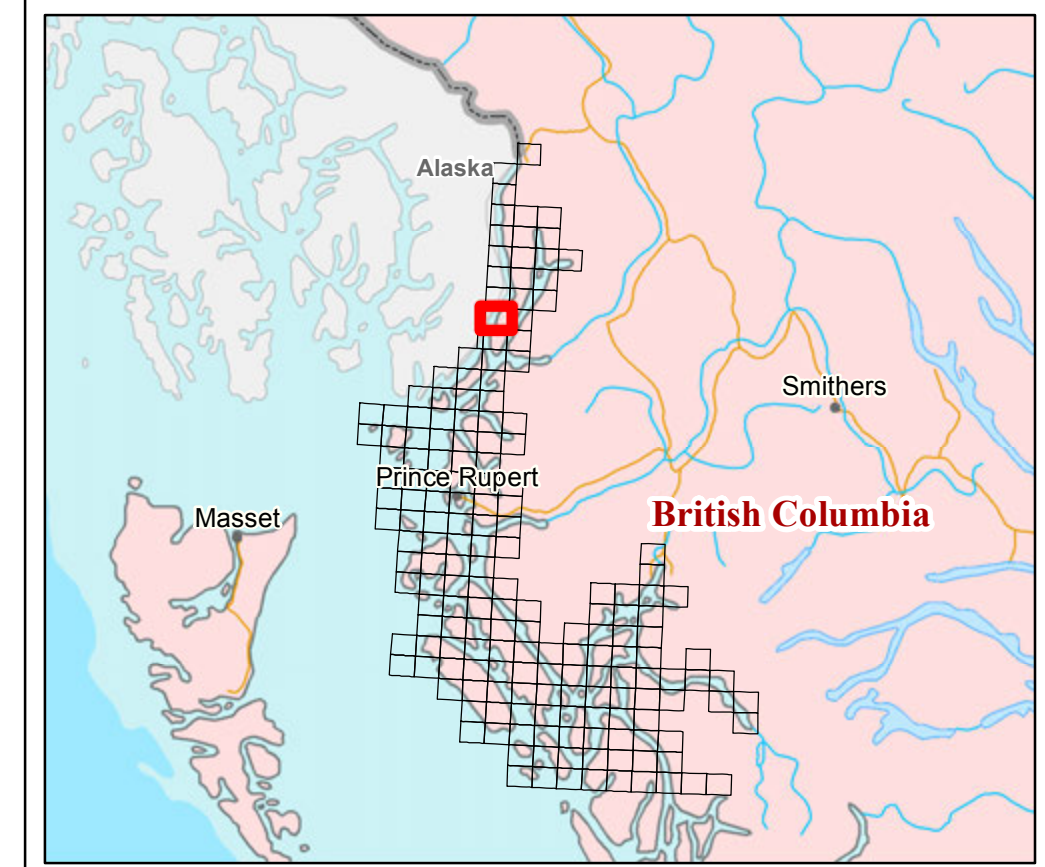 Alaska
Smithers
Prince Rupert
Masset
British Columbia